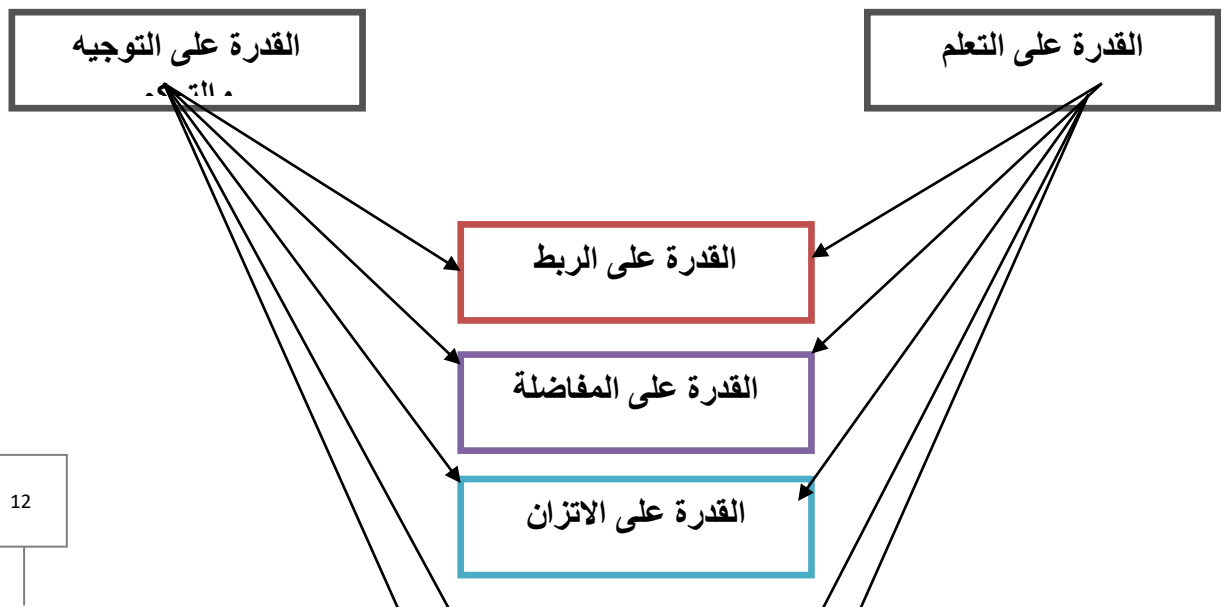 القدرة على التعلم
القدرة على التوجيه
القدرة على الربط
القدرة على المفاضلة
القدرة على الاتزان
12